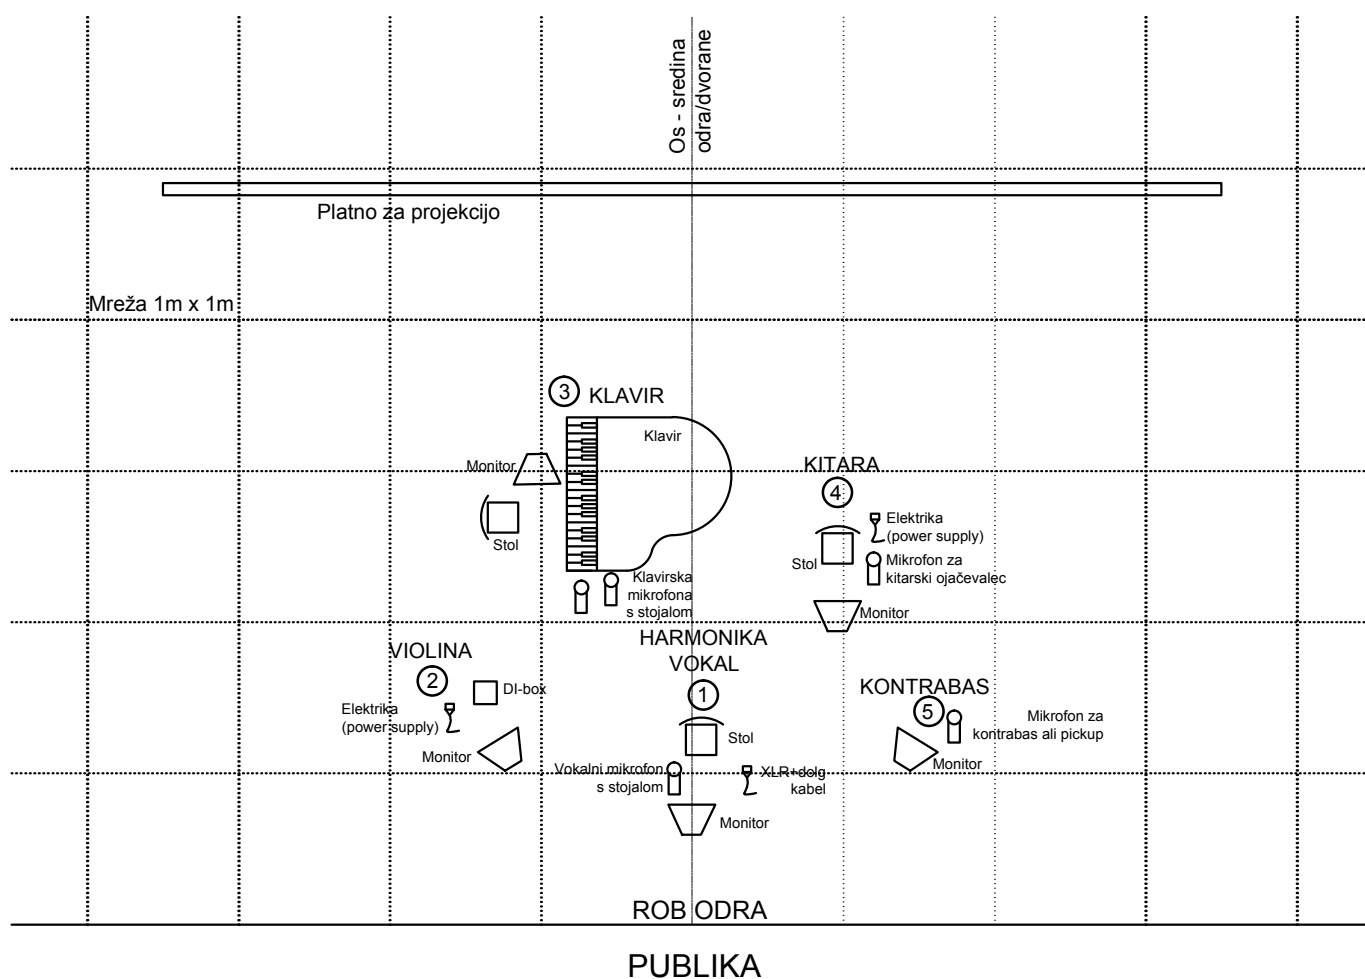 Os - sredina
odra/dvorane
Platno za projekcijo
Mreža 1m x 1m
3 KLAVIR
Klavir
Monitor
Stol
Klavirska
mikrofona
s stojalom
KITARA
4
Elektrika
(power supply)
Stol
Mikrofon za
kitarski ojačevalec
Monitor
VIOLINA
2
DI-box
Elektrika
(power supply)
Monitor
HARMONIKA
VOKAL
1
Stol
Vokalni mikrofon
s stojalom
XLR+dolg
kabel
Monitor
KONTRABAS
5
Mikrofon za
kontrabas ali pickup
Monitor
ROB ODRA
PUBLIKA